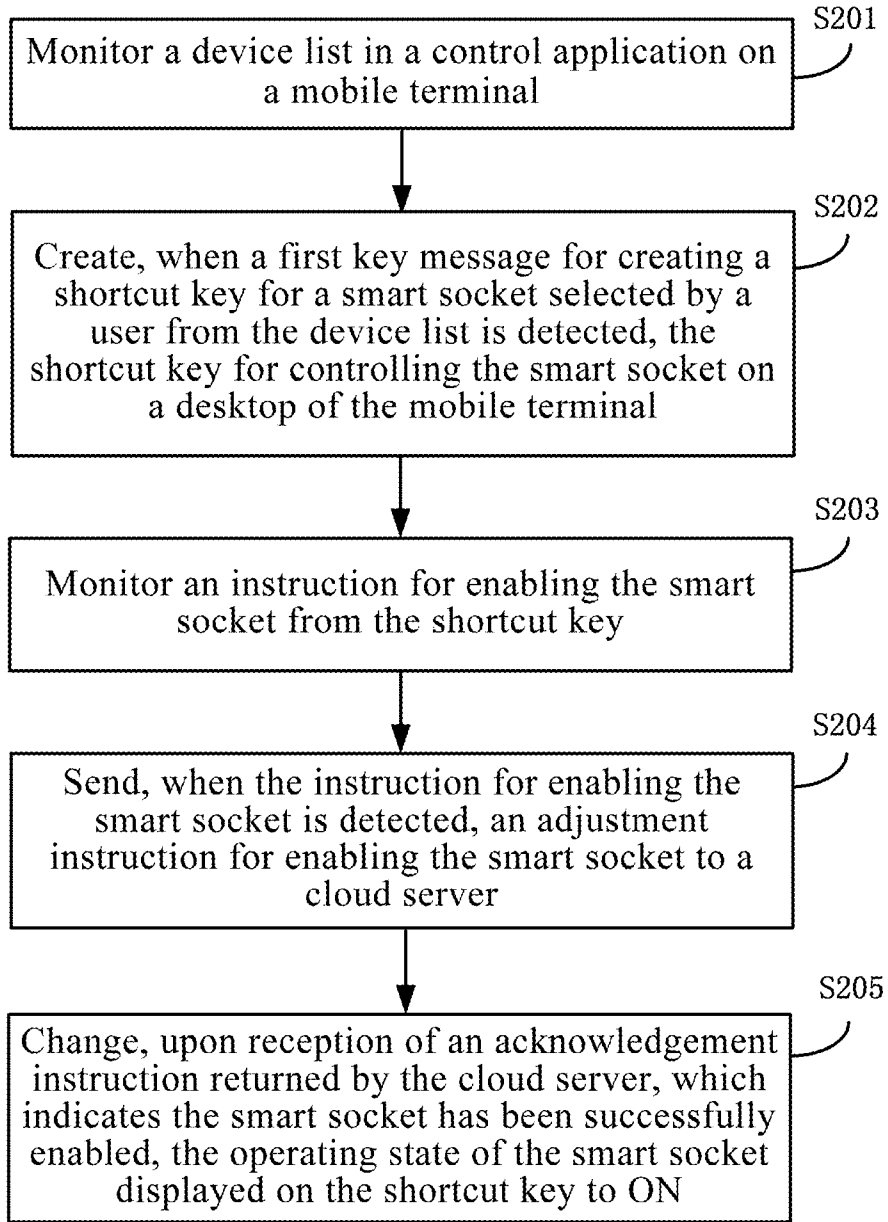 S201
Monitor a device list in a control application on
a mobile terminal
S202
Create, when a first key message for creating a
shortcut key for a smart socket selected by a
user from the device list is detected, the
shortcut key for controlling the smart socket on
a desktop of the mobile terminal
S203
Monitor an instruction for enabling the smart
socket from the shortcut key
S204
Send, when the instruction for enabling the
smart socket is detected, an adjustment
instruction for enabling the smart socket to a
cloud server
S205
Change, upon reception of an acknowledgement
instruction returned by the cloud server, which
indicates the smart socket has been successfully
enabled, the operating state of the smart socket
displayed on the shortcut key to ON